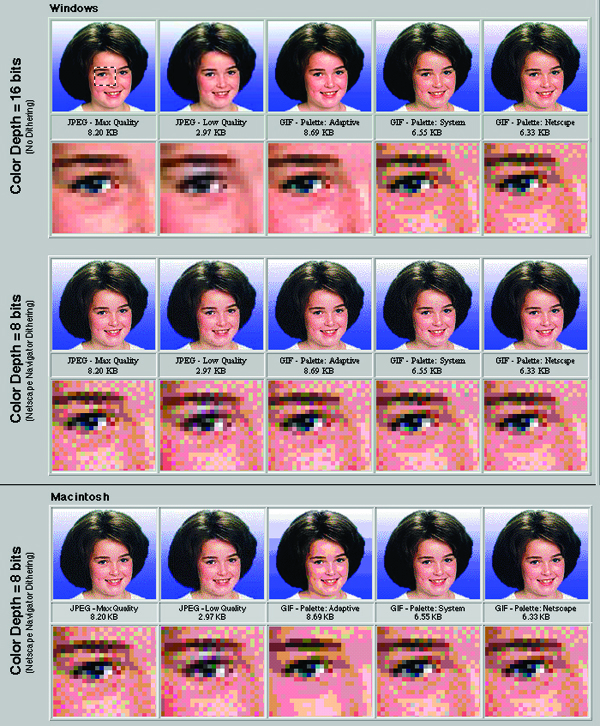 Windows
Color Depth = 16 bits
(No Dithering)
JPEG - Max Quality
8.20 KB
JPEG - Low Quality
2.97 KB
GIF - Palette: Adaptive
8.69 KB
GIF - Palette: System
6.55 KB
GIF - Palette: Netscape
6.33 KB
Color Depth = 8 bits
(Netscape Navigator Dithering)
JPEG - Max Quality
8.20 KB
JPEG - Low Quality
2.97 KB
GIF - Palette: Adaptive
8.69 KB
GIF - Palette: System
6.55 KB
GIF - Palette: Netscape
6.33 KB
Macintosh
Color Depth = 8 bits
(Netscape Navigator Dithering)
JPEG - Max Quality
8.20 KB
JPEG - Low Quality
2.97 KB
GIF - Palette: Adaptive
8.69 KB
GIF - Palette: System
6.55 KB
GIF - Palette: Netscape
6.33 KB